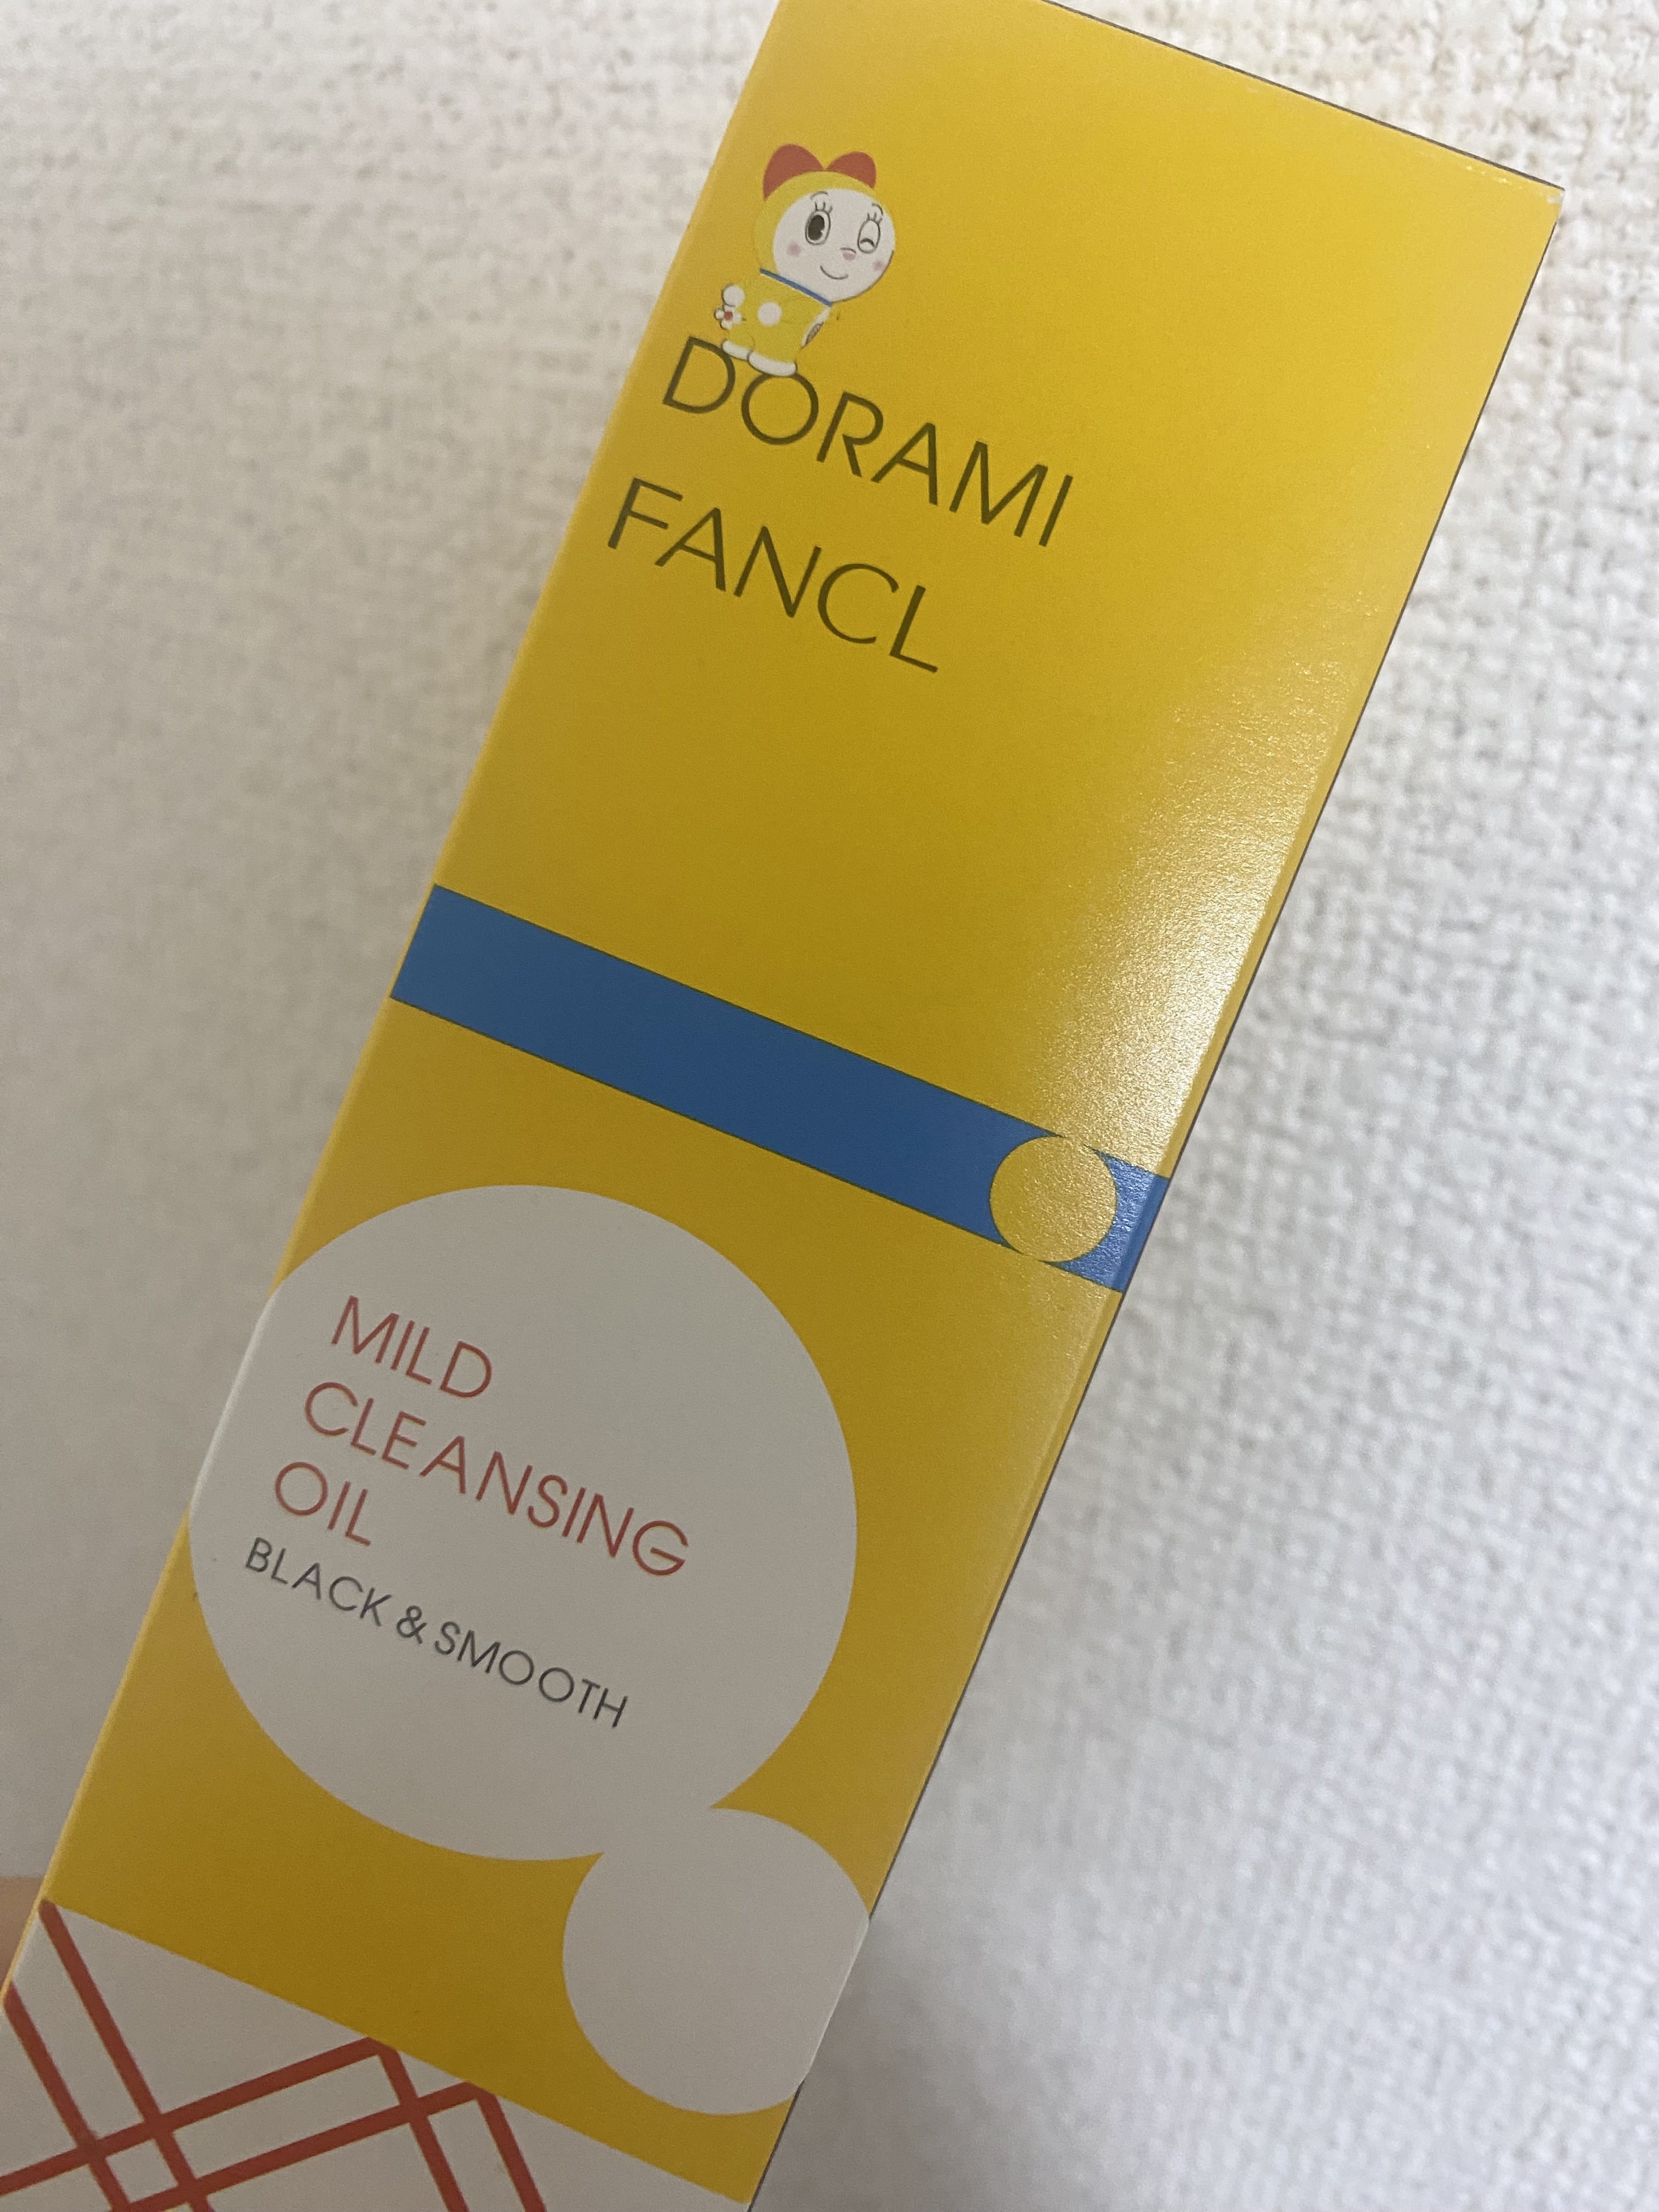 DORAMI
FANCL
MILD
CLEANSING
OIL
BLACK & SMOOTH